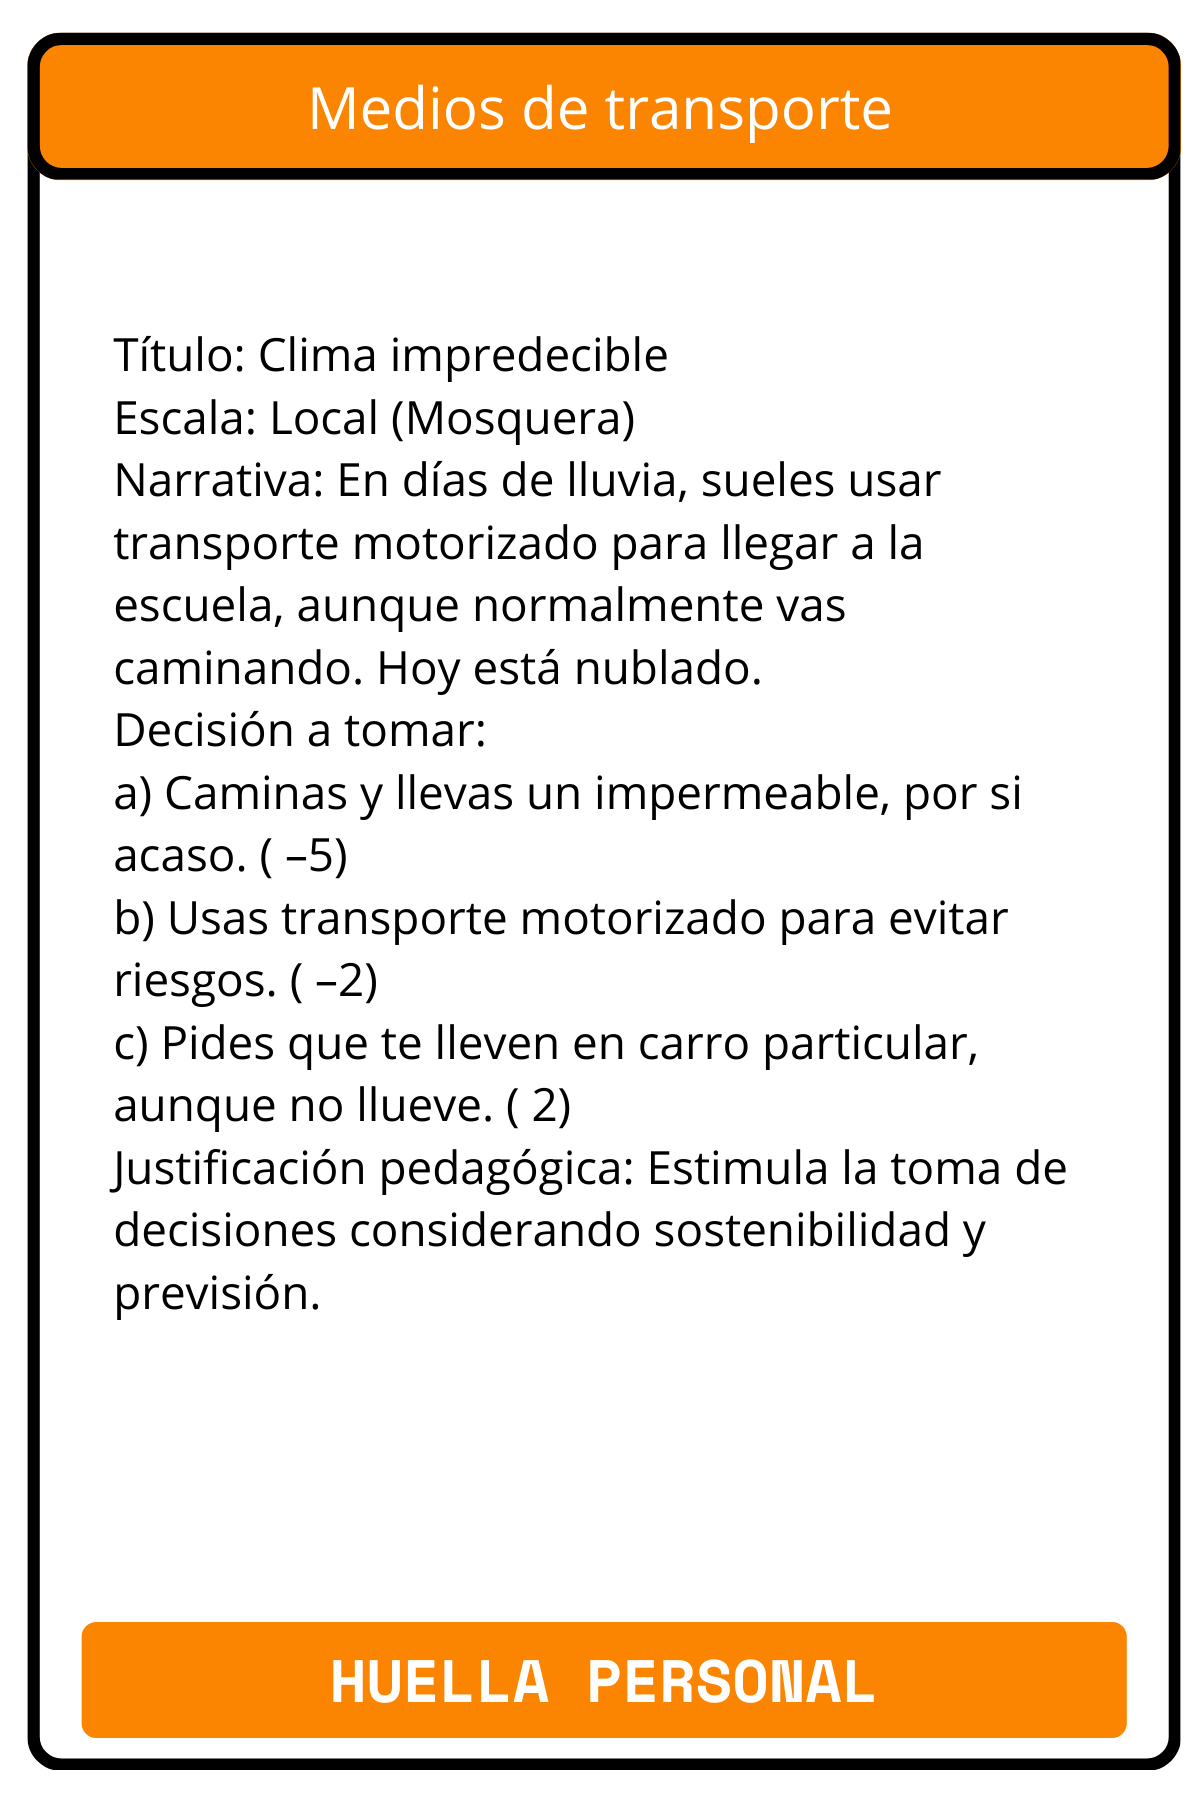 Medios de transporte
Título: Clima impredecible
Escala: Local (Mosquera)
Narrativa: En días de lluvia, sueles usar
transporte motorizado para llegar a la
escuela, aunque normalmente vas
caminando. Hoy está nublado.
Decisión a tomar:
a) Caminas y llevas un impermeable, por si
acaso. ( –5)
b) Usas transporte motorizado para evitar
riesgos. ( –2)
c) Pides que te lleven en carro particular,
aunque no llueve. ( 2)
Justificación pedagógica: Estimula la toma de
decisiones considerando sostenibilidad y
previsión.
HUELLA PERSONAL